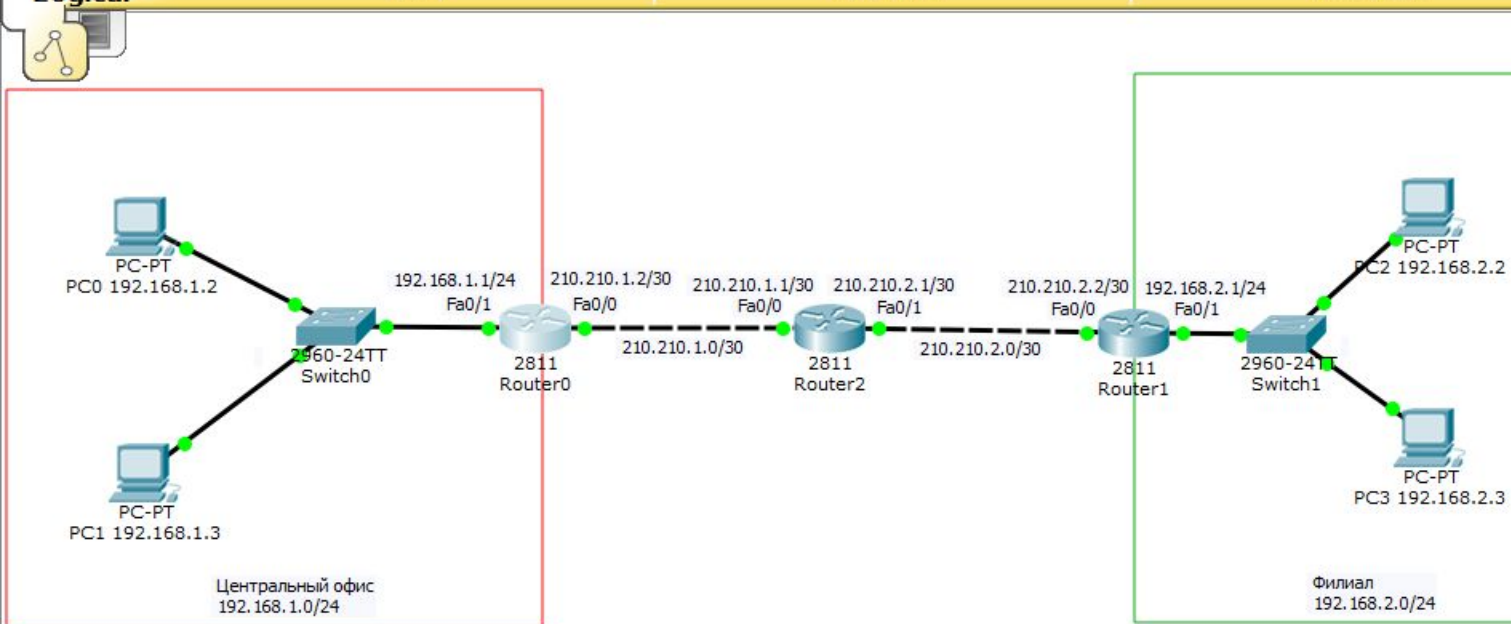 PC-PT
PC0 192.168.1.2
PC-PT
PC1 192.168.1.3
2960-24TT
Switch0
192.168.1.1/24
Fa0/1
210.210.1.2/30
Fa0/0
2811
Router0
210.210.1.0/30
210.210.1.1/30
Fa0/0
210.210.2.1/30
Fa0/1
2811
Router2
210.210.2.0/30
210.210.2.2/30
Fa0/0
192.168.2.1/24
Fa0/1
2811
Router1
2960-24TT
Switch1
PC-PT
PC2 192.168.2.2
PC-PT
PC3 192.168.2.3
Центральный офис
192.168.1.0/24
Филиал
192.168.2.0/24